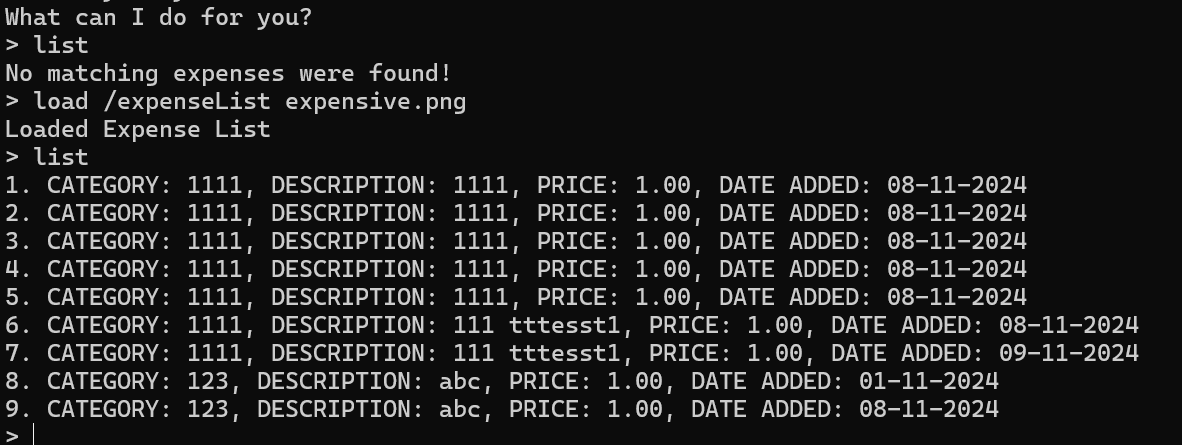 What can I do for you?
> list
No matching expenses were found!
> load /expenseList expensive.png
Loaded Expense List
> list
1. CATEGORY: 1111, DESCRIPTION: 1111, PRICE: 1.00, DATE ADDED: 08-11-2024
2. CATEGORY: 1111, DESCRIPTION: 1111, PRICE: 1.00, DATE ADDED: 08-11-2024
3. CATEGORY: 1111, DESCRIPTION: 1111, PRICE: 1.00, DATE ADDED: 08-11-2024
4. CATEGORY: 1111, DESCRIPTION: 1111, PRICE: 1.00, DATE ADDED: 08-11-2024
5. CATEGORY: 1111, DESCRIPTION: 1111, PRICE: 1.00, DATE ADDED: 08-11-2024
6. CATEGORY: 1111, DESCRIPTION: 111 tttesst1, PRICE: 1.00, DATE ADDED: 08-11-2024
7. CATEGORY: 1111, DESCRIPTION: 111 tttesst1, PRICE: 1.00, DATE ADDED: 09-11-2024
8. CATEGORY: 123, DESCRIPTION: abc, PRICE: 1.00, DATE ADDED: 01-11-2024
9. CATEGORY: 123, DESCRIPTION: abc, PRICE: 1.00, DATE ADDED: 08-11-2024
>